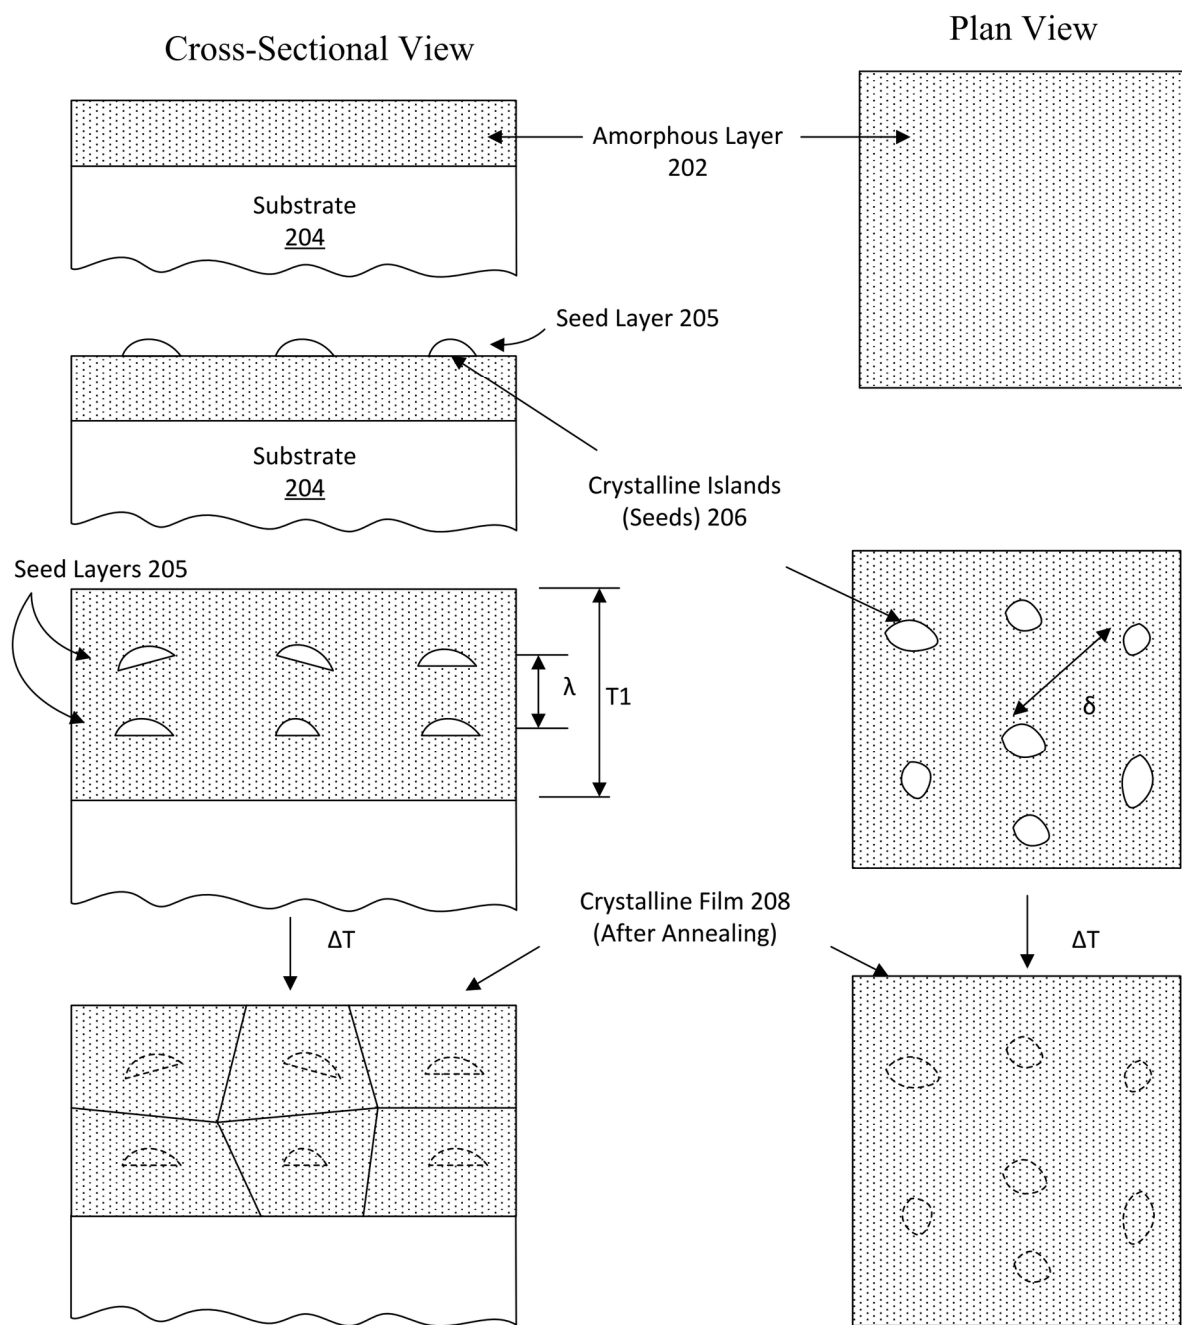 Cross-Sectional View
Plan View
Amorphous Layer
202
Substrate
204
Seed Layer 205
Substrate
204
Crystalline Islands
(Seeds) 206
Seed Layers 205
λ
T1
δ
Crystalline Film 208
(After Annealing)
ΔT
ΔT